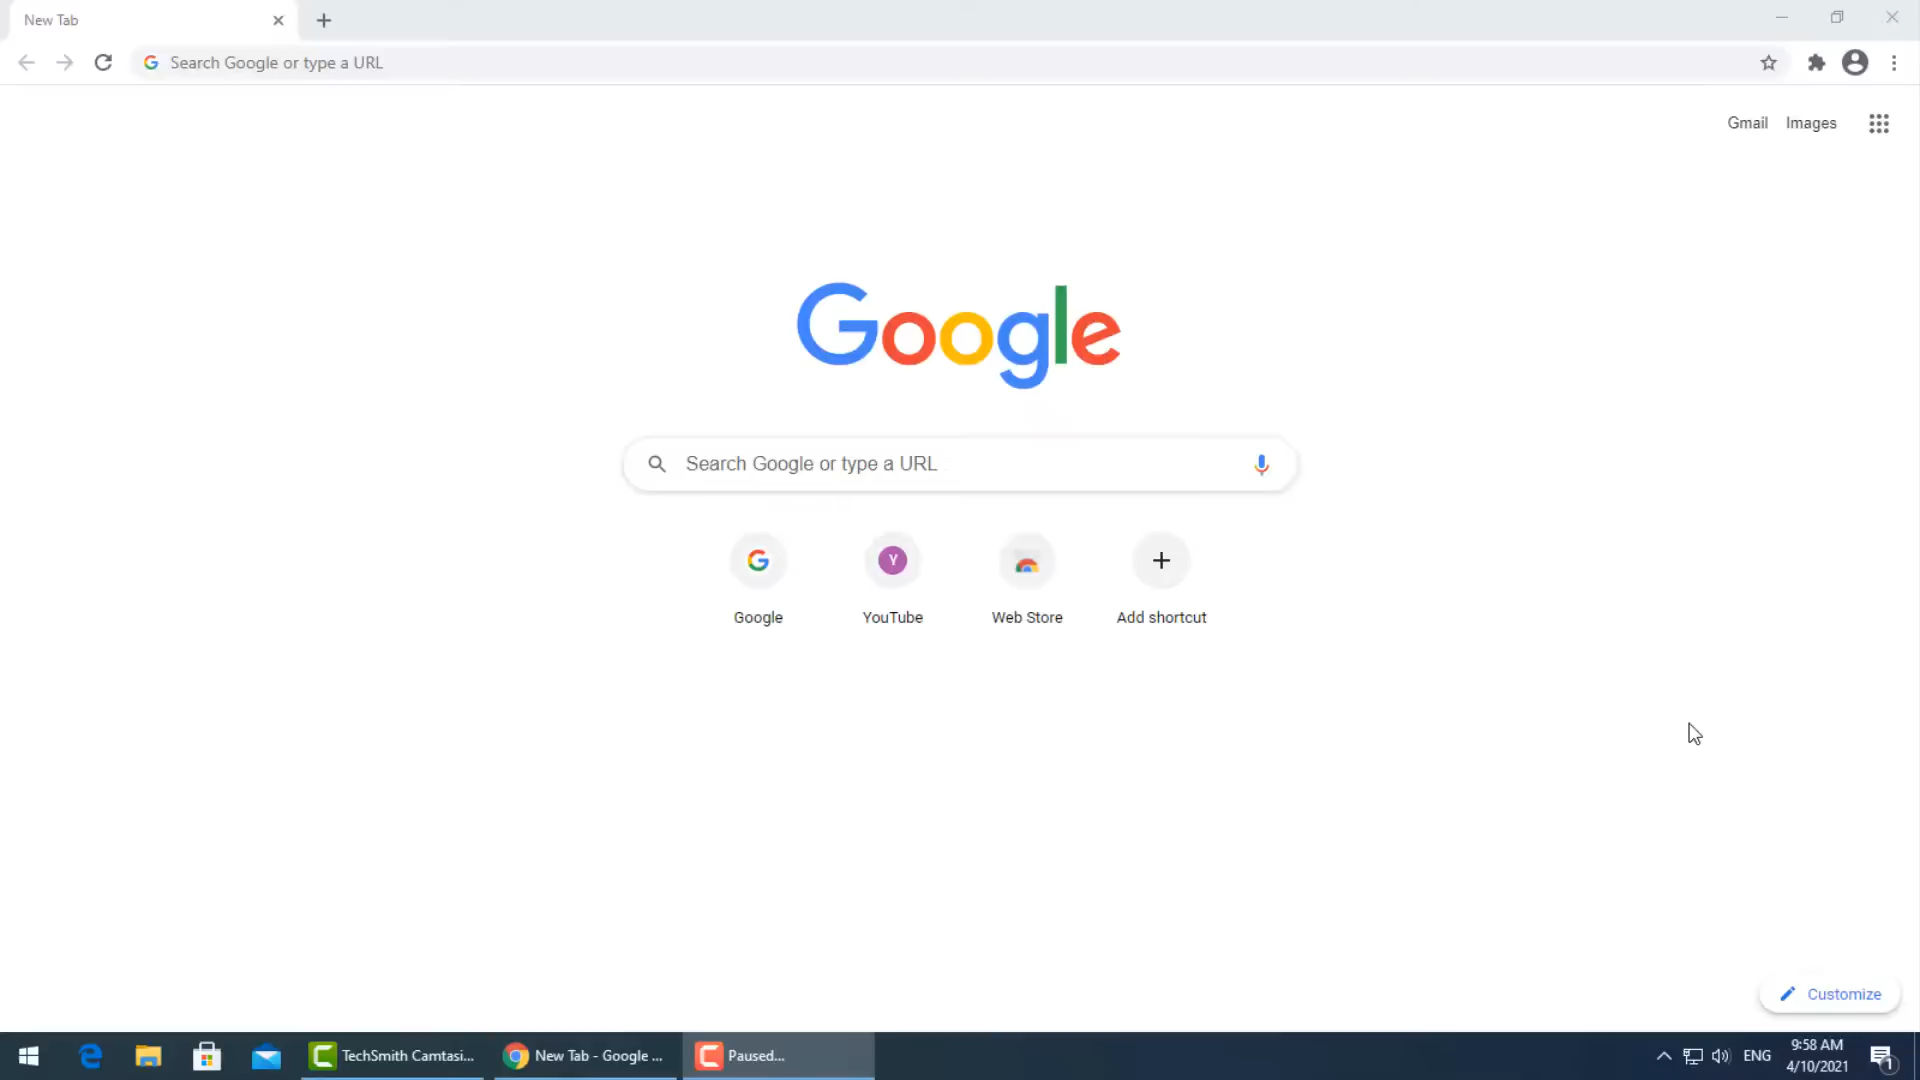 New Tab
Search Google or type a URL
Gmail Images
Google
Search Google or type a URL
Y
Google YouTube Web Store Add shortcut
Customize
TechSmith Camtasi... New Tab - Google ... Paused... ENG 9:58 AM
4/10/2021
1